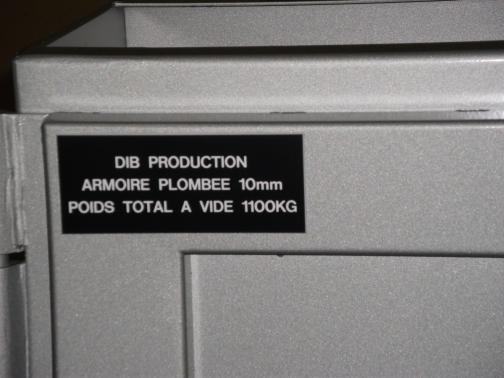 DIB PRODUCTION
ARMOIRE PLOMBEE 10mm
POIDS TOTAL A VIDE 1100KG